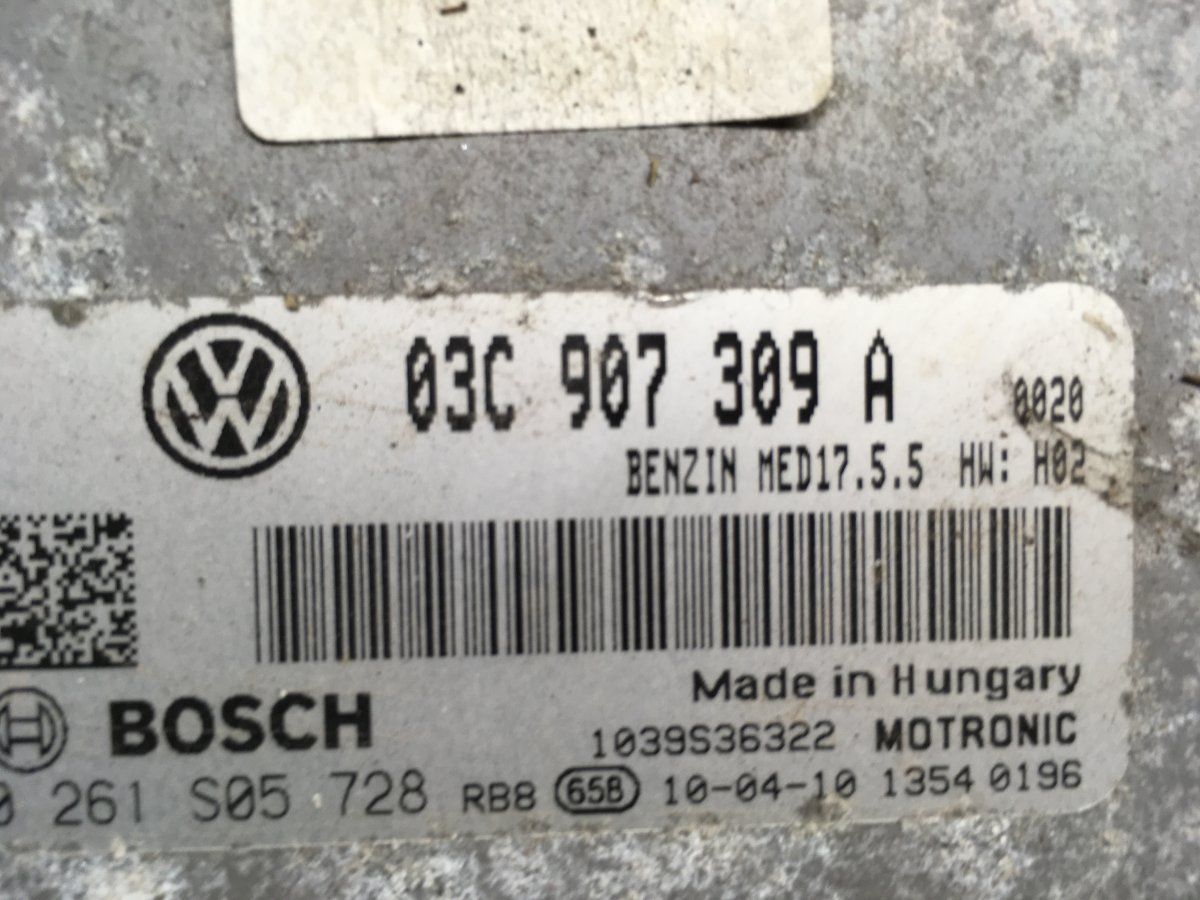 03C 907 309 A 0020
BENZIN MED17.5.5 HW: H02
Made in Hungary
BOSCH 1039S36322 MOTRONIC
0 261 S05 728 RB8 65B 10-04-10 1354 0196